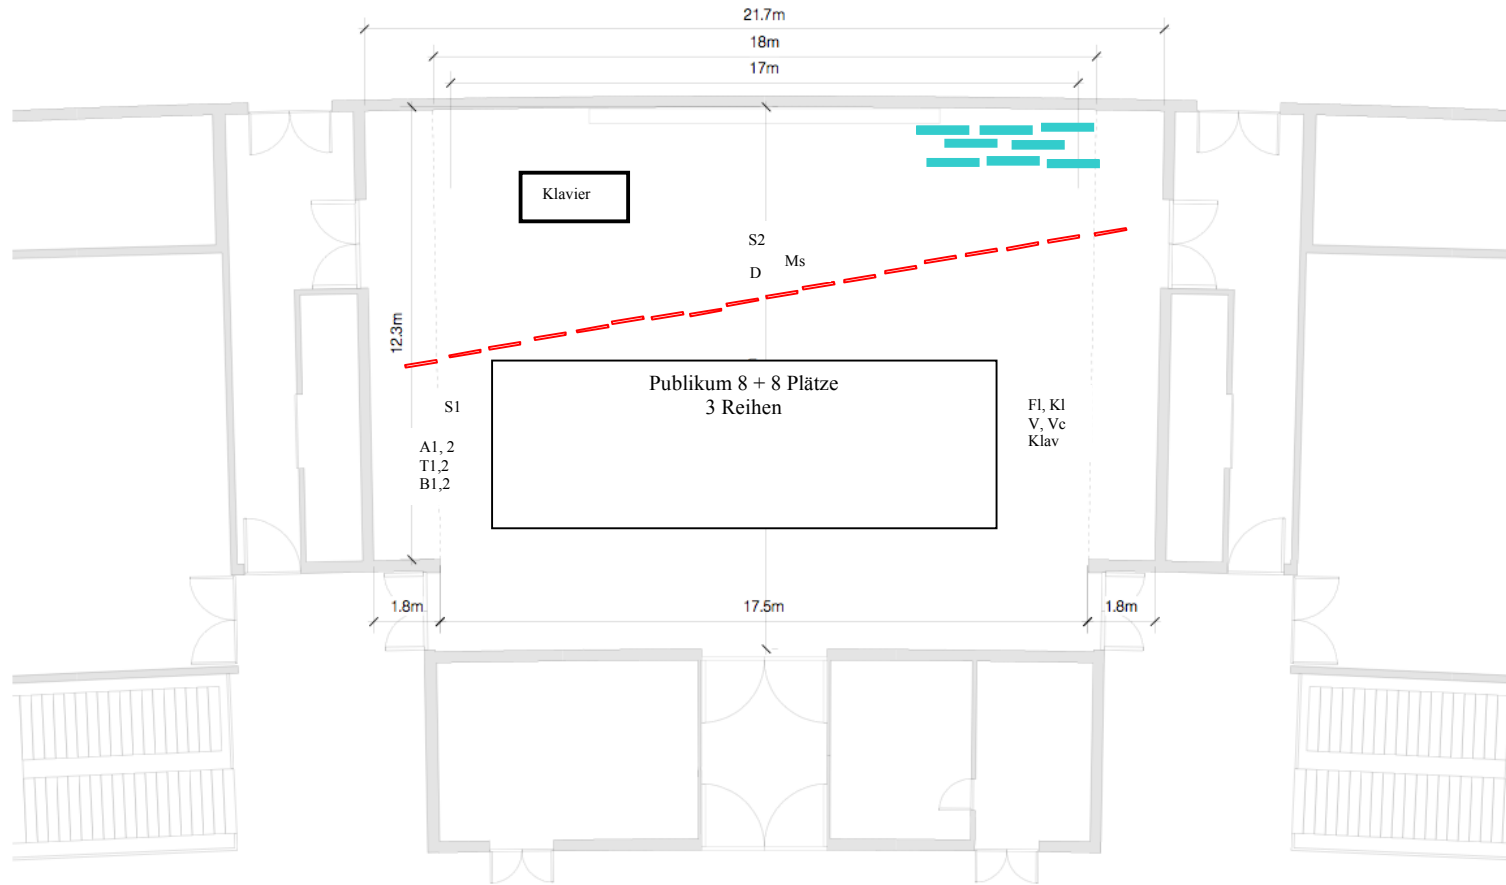 21.7m
18m
17m
Klavier
S2
Ms
D
12.3m
Publikum 8 + 8 Plätze
3 Reihen
S1
A1, 2
T1,2
B1,2
Fl, Kl
V, Vc
Klav
1.8m
17.5m
1.8m